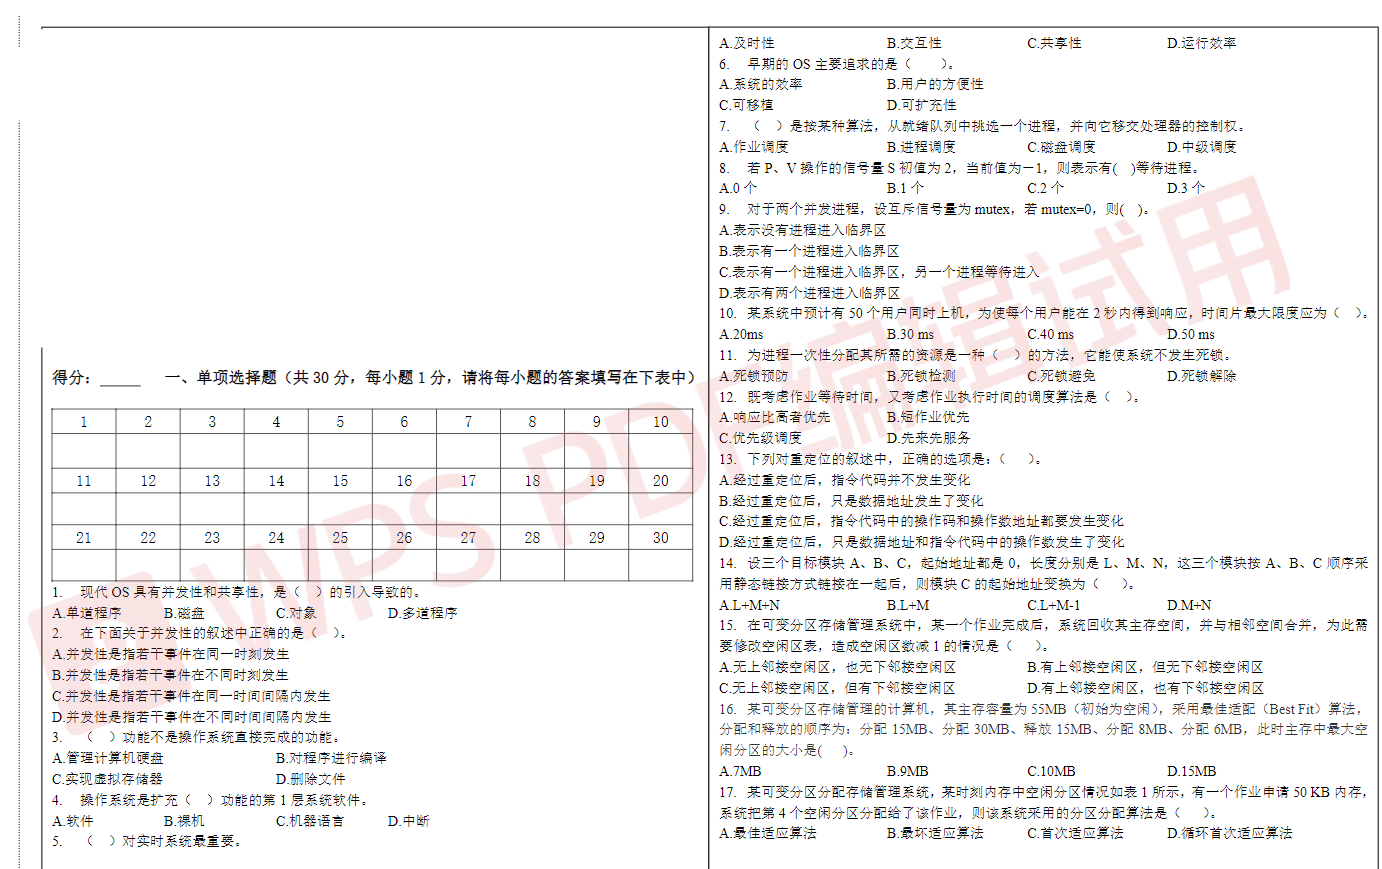 得分：_____ 一、单项选择题（共 30 分，每小题 1 分，请将每小题的答案填写在下表中）
1 2 3 4 5 6 7 8 9 10
11 12 13 14 15 16 17 18 19 20
21 22 23 24 25 26 27 28 29 30
1. 现代 OS 具有并发性和共享性，是（ ）的引入导致的。
A.单道程序 B.磁盘 C.对象 D.多道程序
2. 在下面关于并发性的叙述中正确的是（ ）。
A.并发性是指若干事件在同一时刻发生
B.并发性是指若干事件在不同时刻发生
C.并发性是指若干事件在同一时间间隔内发生
D.并发性是指若干事件在不同时间间隔内发生
3. （ ）功能不是操作系统直接完成的功能。
A.管理计算机硬盘 B.对程序进行编译
C.实现虚拟存储器 D.删除文件
4. 操作系统是扩充（ ）功能的第 1 层系统软件。
A.软件 B.裸机 C.机器语言 D.中断
5. （ ）对实时系统最重要。
A.及时性 B.交互性 C.共享性 D.运行效率
6. 早期的 OS 主要追求的是（ ）。
A.系统的效率 B.用户的方便性
C.可移植 D.可扩充性
7. （ ）是按某种算法，从就绪队列中挑选一个进程，并向它移交处理器的控制权。
A.作业调度 B.进程调度 C.磁盘调度 D.中级调度
8. 若 P、V 操作的信号量 S 初值为 2，当前值为－1，则表示有( )等待进程。
A.0 个 B.1 个 C.2 个 D.3 个
9. 对于两个并发进程，设互斥信号量为 mutex，若 mutex=0，则( )。
A.表示没有进程进入临界区
B.表示有一个进程进入临界区
C.表示有一个进程进入临界区，另一个进程等待进入
D.表示有两个进程进入临界区
10. 某系统中预计有 50 个用户同时上机，为使每个用户能在 2 秒内得到响应，时间片最大限度应为（ ）。
A.20ms B.30 ms C.40 ms D.50 ms
11. 为进程一次性分配其所需的资源是一种（ ）的方法，它能使系统不发生死锁。
A.死锁预防 B.死锁检测 C.死锁避免 D.死锁解除
12. 既考虑作业等待时间，又考虑作业执行时间的调度算法是（ ）。
A.响应比高者优先 B.短作业优先
C.优先级调度 D.先来先服务
13. 下列对重定位的叙述中，正确的选项是：（ ）。
A.经过重定位后，指令代码并不发生变化
B.经过重定位后，只是数据地址发生了变化
C.经过重定位后，指令代码中的操作码和操作数地址都要发生变化
D.经过重定位后，只是数据地址和指令代码中的操作数发生了变化
14. 设三个目标模块 A、B、C，起始地址都是 0，长度分别是 L、M、N，这三个模块按 A、B、C 顺序采
用静态链接方式链接在一起后，则模块 C 的起始地址变换为（ ）。
A.L+M+N B.L+M C.L+M-1 D.M+N
15. 在可变分区存储管理系统中，某一个作业完成后，系统回收其主存空间，并与相邻空间合并，为此需
要修改空闲区表，造成空闲区数减 1 的情况是（ ）。
A.无上邻接空闲区，也无下邻接空闲区 B.有上邻接空闲区，但无下邻接空闲区
C.无上邻接空闲区，但有下邻接空闲区 D.有上邻接空闲区，也有下邻接空闲区
16. 某可变分区存储管理的计算机，其主存容量为 55MB（初始为空闲），采用最佳适配（Best Fit）算法，
分配和释放的顺序为：分配 15MB、分配 30MB、释放 15MB、分配 8MB、分配 6MB，此时主存中最大空
闲分区的大小是( )。
A.7MB B.9MB C.10MB D.15MB
17. 某可变分区分配存储管理系统，某时刻内存中空闲分区情况如表 1 所示，有一个作业申请 50 KB 内存，
系统把第 4 个空闲分区分配给了该作业，则该系统采用的分区分配算法是（ ）。
A.最佳适应算法 B.最坏适应算法 C.首次适应算法 D.循环首次适应算法
WPS PDF编辑试用